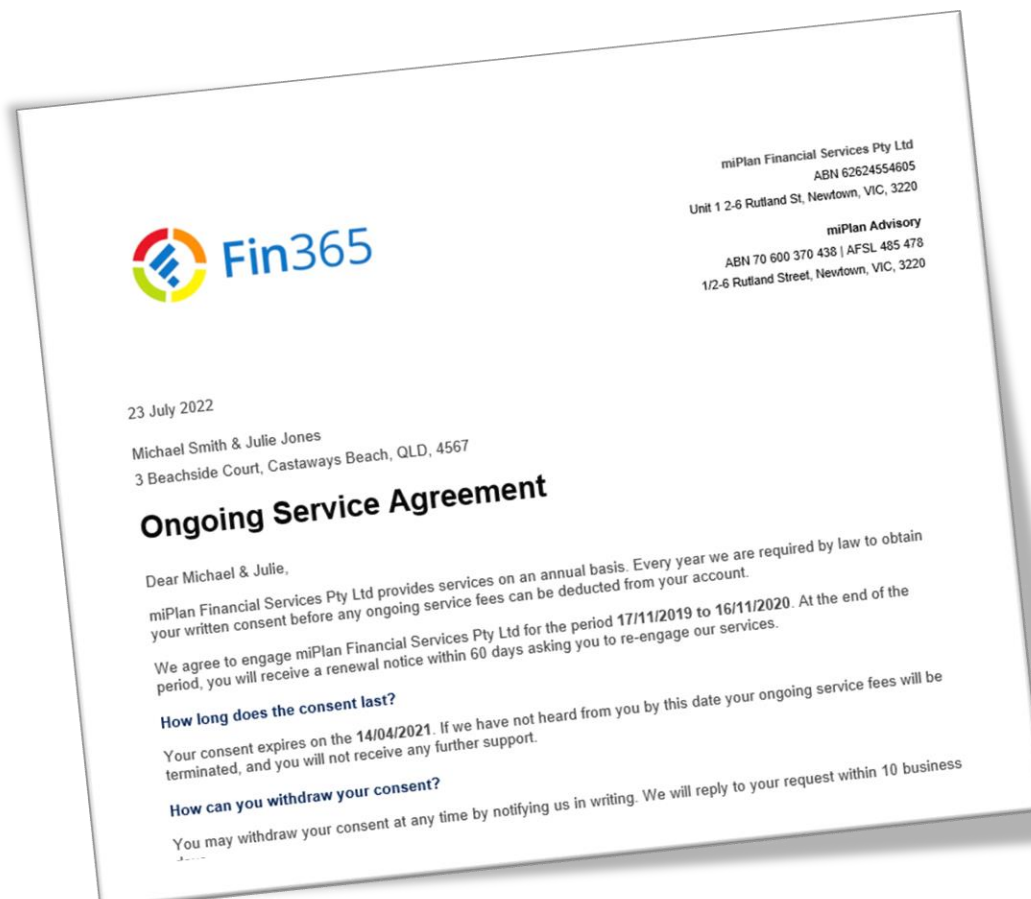 miPlan Financial Services Pty Ltd
ABN 62624554605
Unit 1 2-6 Rutland St, Newtown, VIC, 3220
miPlan Advisory
ABN 70 600 370 438 | AFSL 485 478
1/2-6 Rutland Street, Newtown, VIC, 3220
Fin365
23 July 2022
Michael Smith & Julie Jones
3 Beachside Court, Castaways Beach, QLD, 4567
Ongoing Service Agreement
Dear Michael & Julie,
miPlan Financial Services Pty Ltd provides services on an annual basis. Every year we are required by law to obtain
your written consent before any ongoing service fees can be deducted from your account.
We agree to engage miPlan Financial Services Pty Ltd for the period 17/11/2019 to 16/11/2020. At the end of the
period, you will receive a renewal notice within 60 days asking you to re-engage our services.
How long does the consent last?
Your consent expires on the 14/04/2021. If we have not heard from you by this date your ongoing service fees will be
terminated, and you will not receive any further support.
How can you withdraw your consent?
You may withdraw your consent at any time by notifying us in writing. We will reply to your request within 10 business